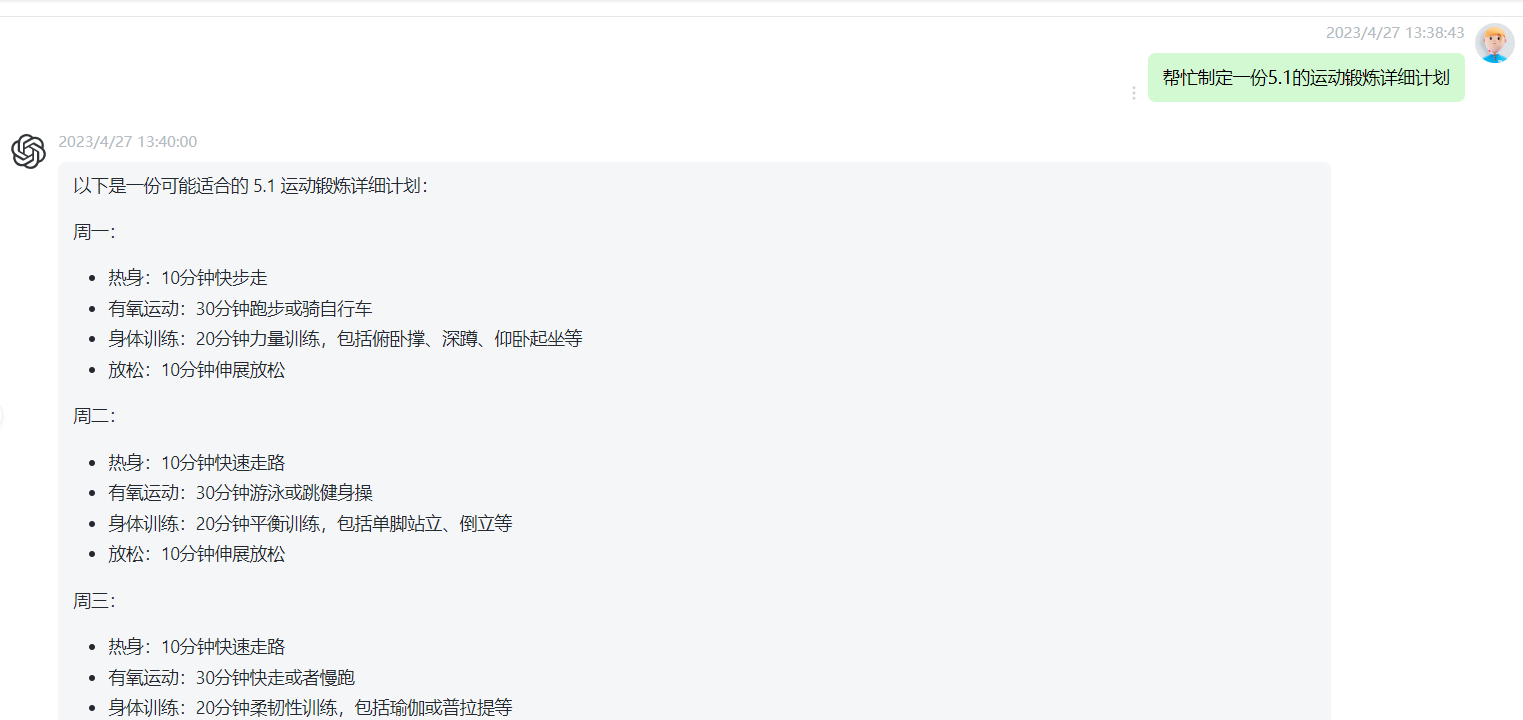 2023/4/27 13:38:43
帮忙制定一份5.1的运动锻炼详细计划
2023/4/27 13:40:00
以下是一份可能适合的 5.1 运动锻炼详细计划：
周一：
热身：10分钟快步走
有氧运动：30分钟跑步或骑自行车
身体训练：20分钟力量训练，包括俯卧撑、深蹲、仰卧起坐等
放松：10分钟伸展放松
周二：
热身：10分钟快速走路
有氧运动：30分钟游泳或跳健身操
身体训练：20分钟平衡训练，包括单脚站立、倒立等
放松：10分钟伸展放松
周三：
热身：10分钟快速走路
有氧运动：30分钟快走或者慢跑
身体训练：20分钟柔韧性训练，包括瑜伽或普拉提等